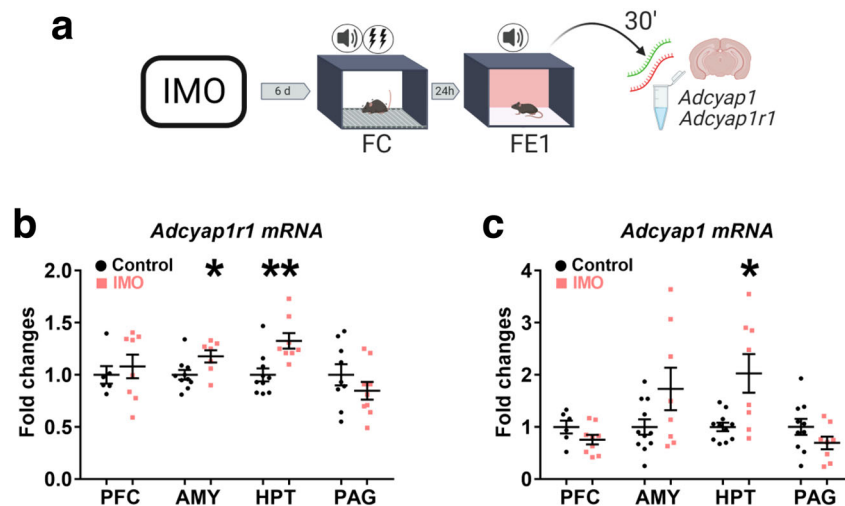 a
IMO
6 d
FC
24h
FE1
30'
Adcyap1
Adcyap1r1
b
Adcyap1r1 mRNA
Control
IMO
* **
Fold changes
2.0
1.5
1.0
0.5
0.0
PFC AMY HPT PAG
c
Adcyap1 mRNA
Control
IMO
*
Fold changes
4
3
2
1
0
PFC AMY HPT PAG